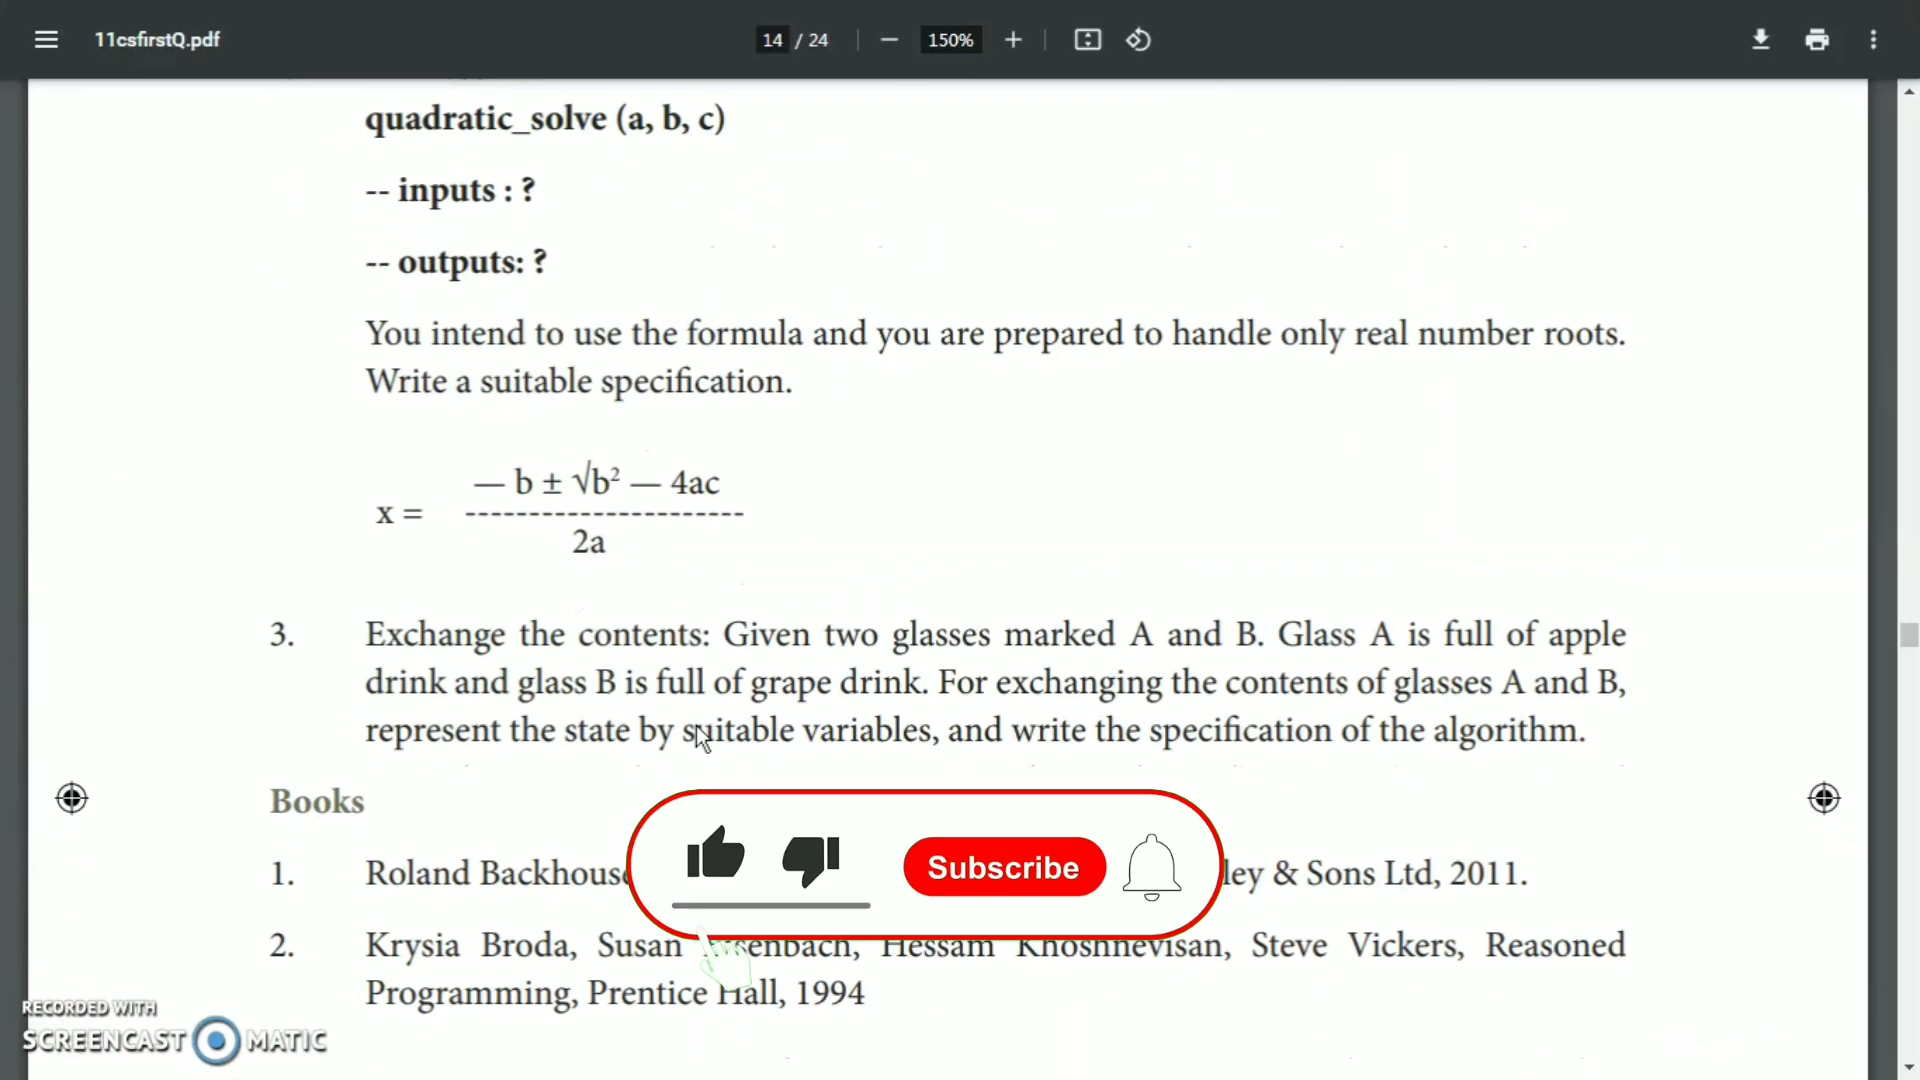 11csfirstQ.pdf
14 / 24
150%
quadratic_solve (a, b, c)
-- inputs : ?
-- outputs: ?
You intend to use the formula and you are prepared to handle only real number roots.
Write a suitable specification.
— b ± √b² — 4ac
x = ----------------------
2a
3. Exchange the contents: Given two glasses marked A and B. Glass A is full of apple
drink and glass B is full of grape drink. For exchanging the contents of glasses A and B,
represent the state by suitable variables, and write the specification of the algorithm.
Books
1. Roland Backhouse & Sons Ltd, 2011.
Subscribe
2. Krysia Broda, Susan Hessam Khoshnevisan, Steve Vickers, Reasoned
Programming, Prentice Hall, 1994
RECORDED WITH
SCREENCAST MATIC